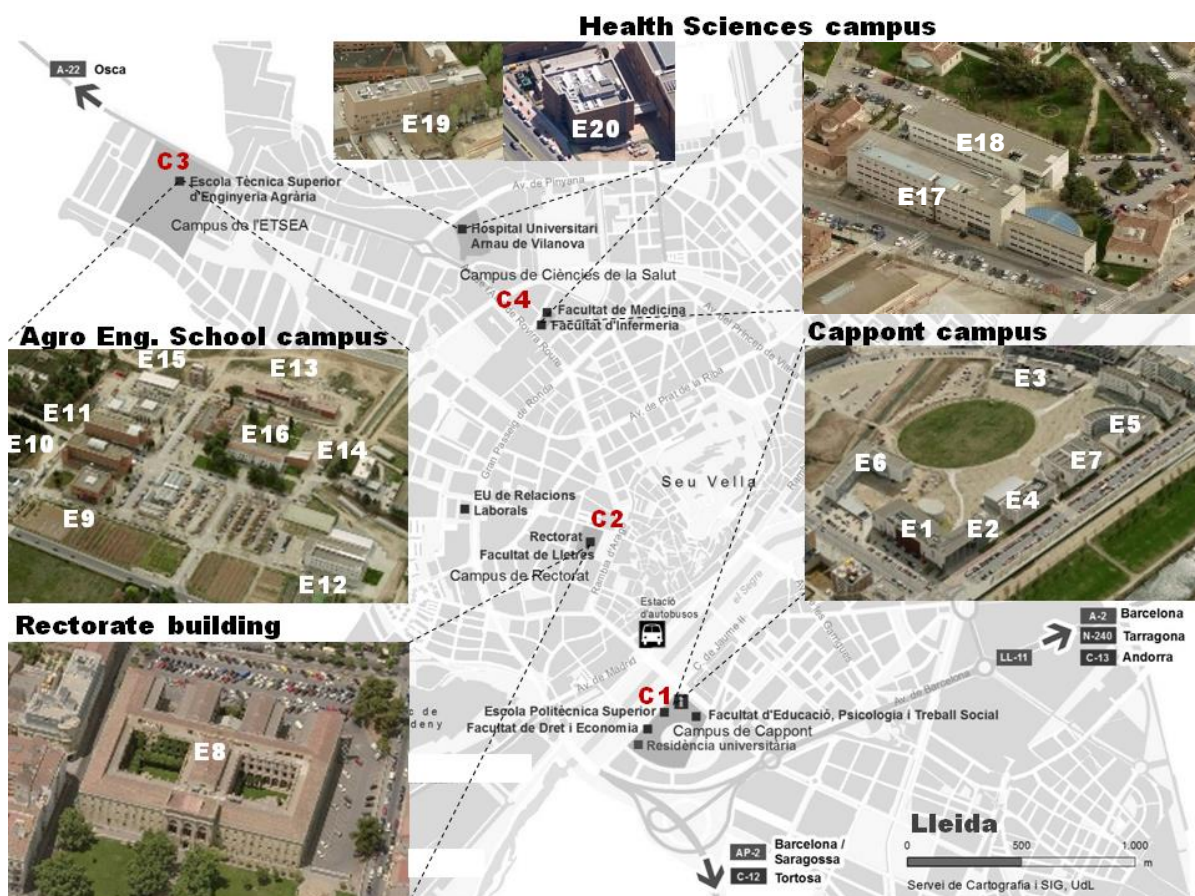 Health Sciences campus
A-22 Osca
E19
E20
E18
E17
C3
Escola Tècnica Superior
d'Enginyeria Agrària
Campus de l'ETSEA
Av. de Pinyana
Hospital Universitari
Arnau de Vilanova
Campus de Ciències de la Salut
C4
Facultat de Medicina
Facultat d'Infermeria
Agro Eng. School campus
E15
E13
E11
E10
E16
E14
E9
E12
Cappont campus
E3
E5
E7
E6
E4
E1
E2
Gran Passeig de Ronda
Av. de Prat de la Riba
Seu Vella
EU de Relacions
Laborals
C2
Rectorat
Facultat de Lletres
Campus de Rectorat
Estació
d'autobusos
el Segre
C. de Jaume II
Av. de Madrid
Av. de Barcelona
LL-11
A-2 Barcelona
N-240 Tarragona
C-13 Andorra
Rectorate building
E8
C1
Escola Politècnica Superior
Facultat de Dret i Economia
Facultat d'Educació, Psicologia i Treball Social
Campus de Cappont
Residència universitària
AP-2 Barcelona /
Saragossa
C-12 Tortosa
Lleida
0 500 1.000
m
Servei de Cartografia i SIG, UdL